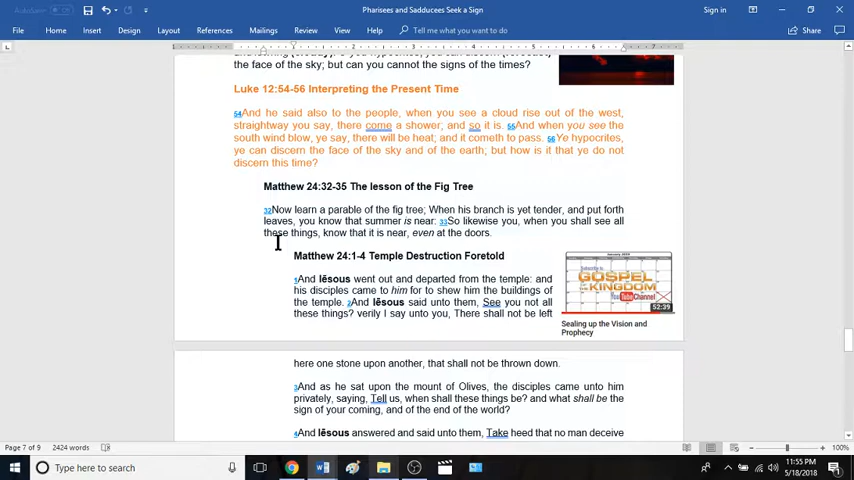 AutoSave
Pharisees and Sadducees Seek a Sign
Sign in
File Home Insert Draw Design Layout References Mailings Review View Help Tell me what you want to do
Share
the face of the sky; but can you cannot the signs of the times?
Luke 12:54-56 Interpreting the Present Time
54And he said also to the people, when you see a cloud rise out of the west,
straightway you say, there come a shower; and so it is. 55And when you see the
south wind blow, ye say, there will be heat; and it cometh to pass. 56Ye hypocrites,
ye can discern the face of the sky and of the earth; but how is it that ye do not
discern this time?
Matthew 24:32-35 The lesson of the Fig Tree
32Now learn a parable of the fig tree; When his branch is yet tender, and put forth
leaves, you know that summer is near: 33So likewise you, when you shall see all
these things, know that it is near, even at the doors.
Matthew 24:1-4 Temple Destruction Foretold
1And Iēsous went out and departed from the temple: and
his disciples came to him for to shew him the buildings of
the temple. 2And Iēsous said unto them, See you not all
these things? verily I say unto you, There shall not be left
January 2019
GOSPEL
KINGDOM
YouTube Channel
52:39
Sealing up the Vision and
Prophecy
here one stone upon another, that shall not be thrown down.
3And as he sat upon the mount of Olives, the disciples came unto him
privately, saying, Tell us, when shall these things be? and what shall be the
sign of your coming, and of the end of the world?
4And Iēsous answered and said unto them, Take heed that no man deceive
Page 7 of 9 2424 words
100%
Type here to search
11:55 PM
5/18/2018